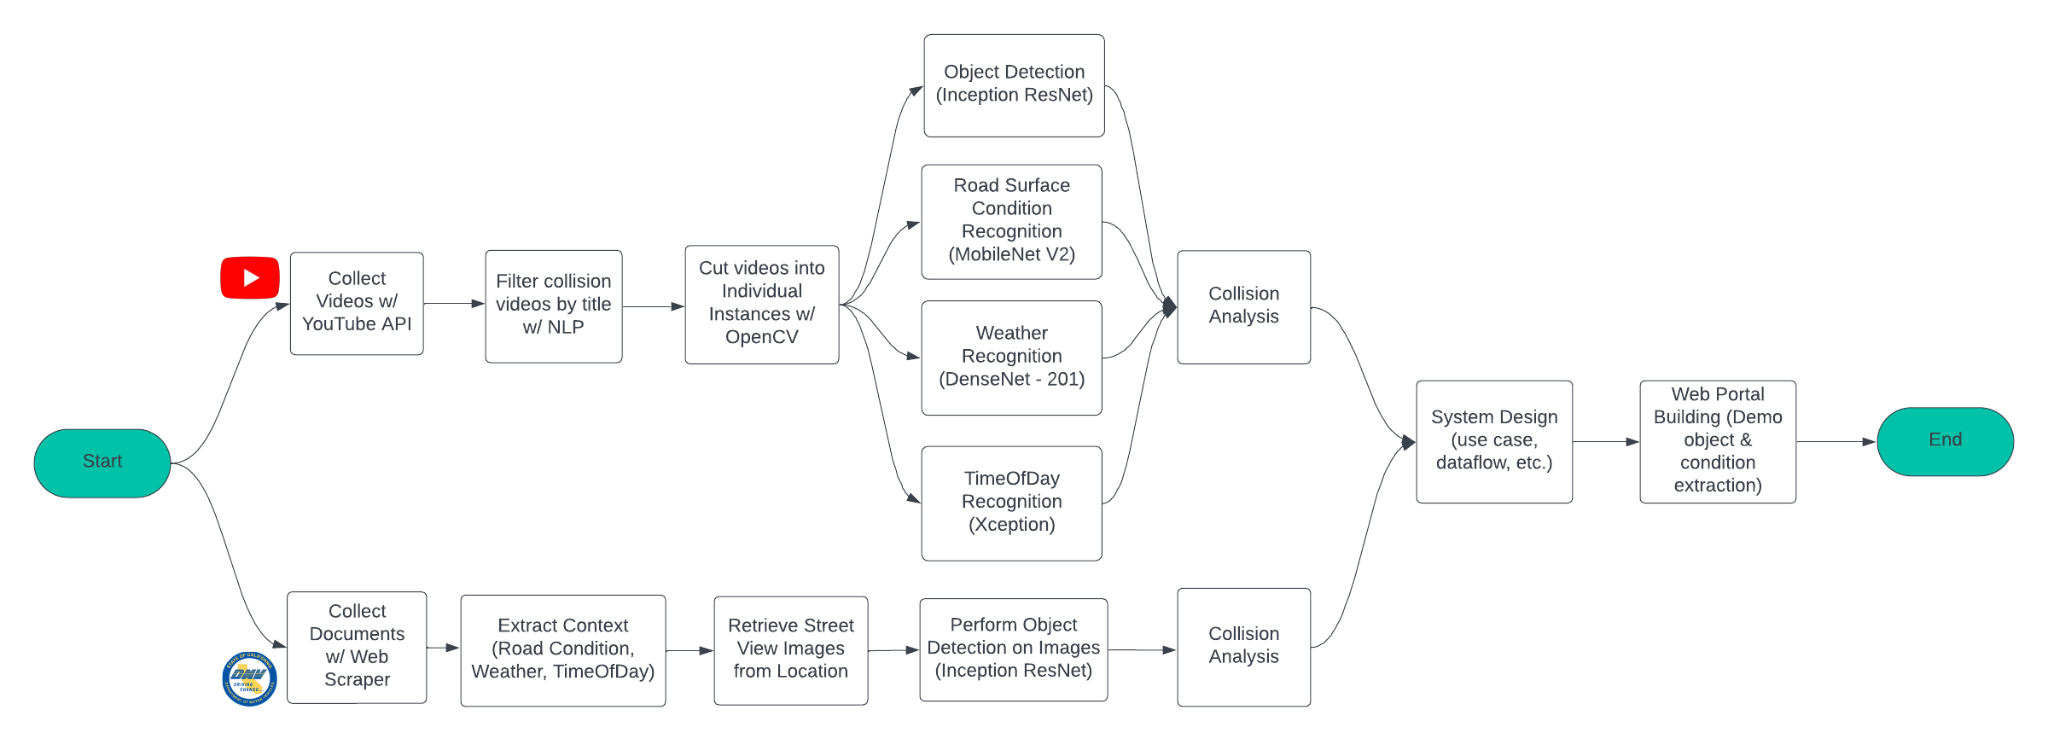 Start
Collect
Videos w/
YouTube API
Filter collision
videos by title
w/ NLP
Cut videos into
Individual
Instances w/
OpenCV
Object Detection
(Inception ResNet)
Road Surface
Condition
Recognition
(MobileNet V2)
Weather
Recognition
(DenseNet - 201)
TimeOfDay
Recognition
(Xception)
Collision
Analysis
DMV
Collect
Documents
w/ Web
Scraper
Extract Context
(Road Condition,
Weather, TimeOfDay)
Retrieve Street
View Images
from Location
Perform Object
Detection on Images
(Inception ResNet)
Collision
Analysis
System Design
(use case,
dataflow, etc.)
Web Portal
Building (Demo
object &
condition
extraction)
End